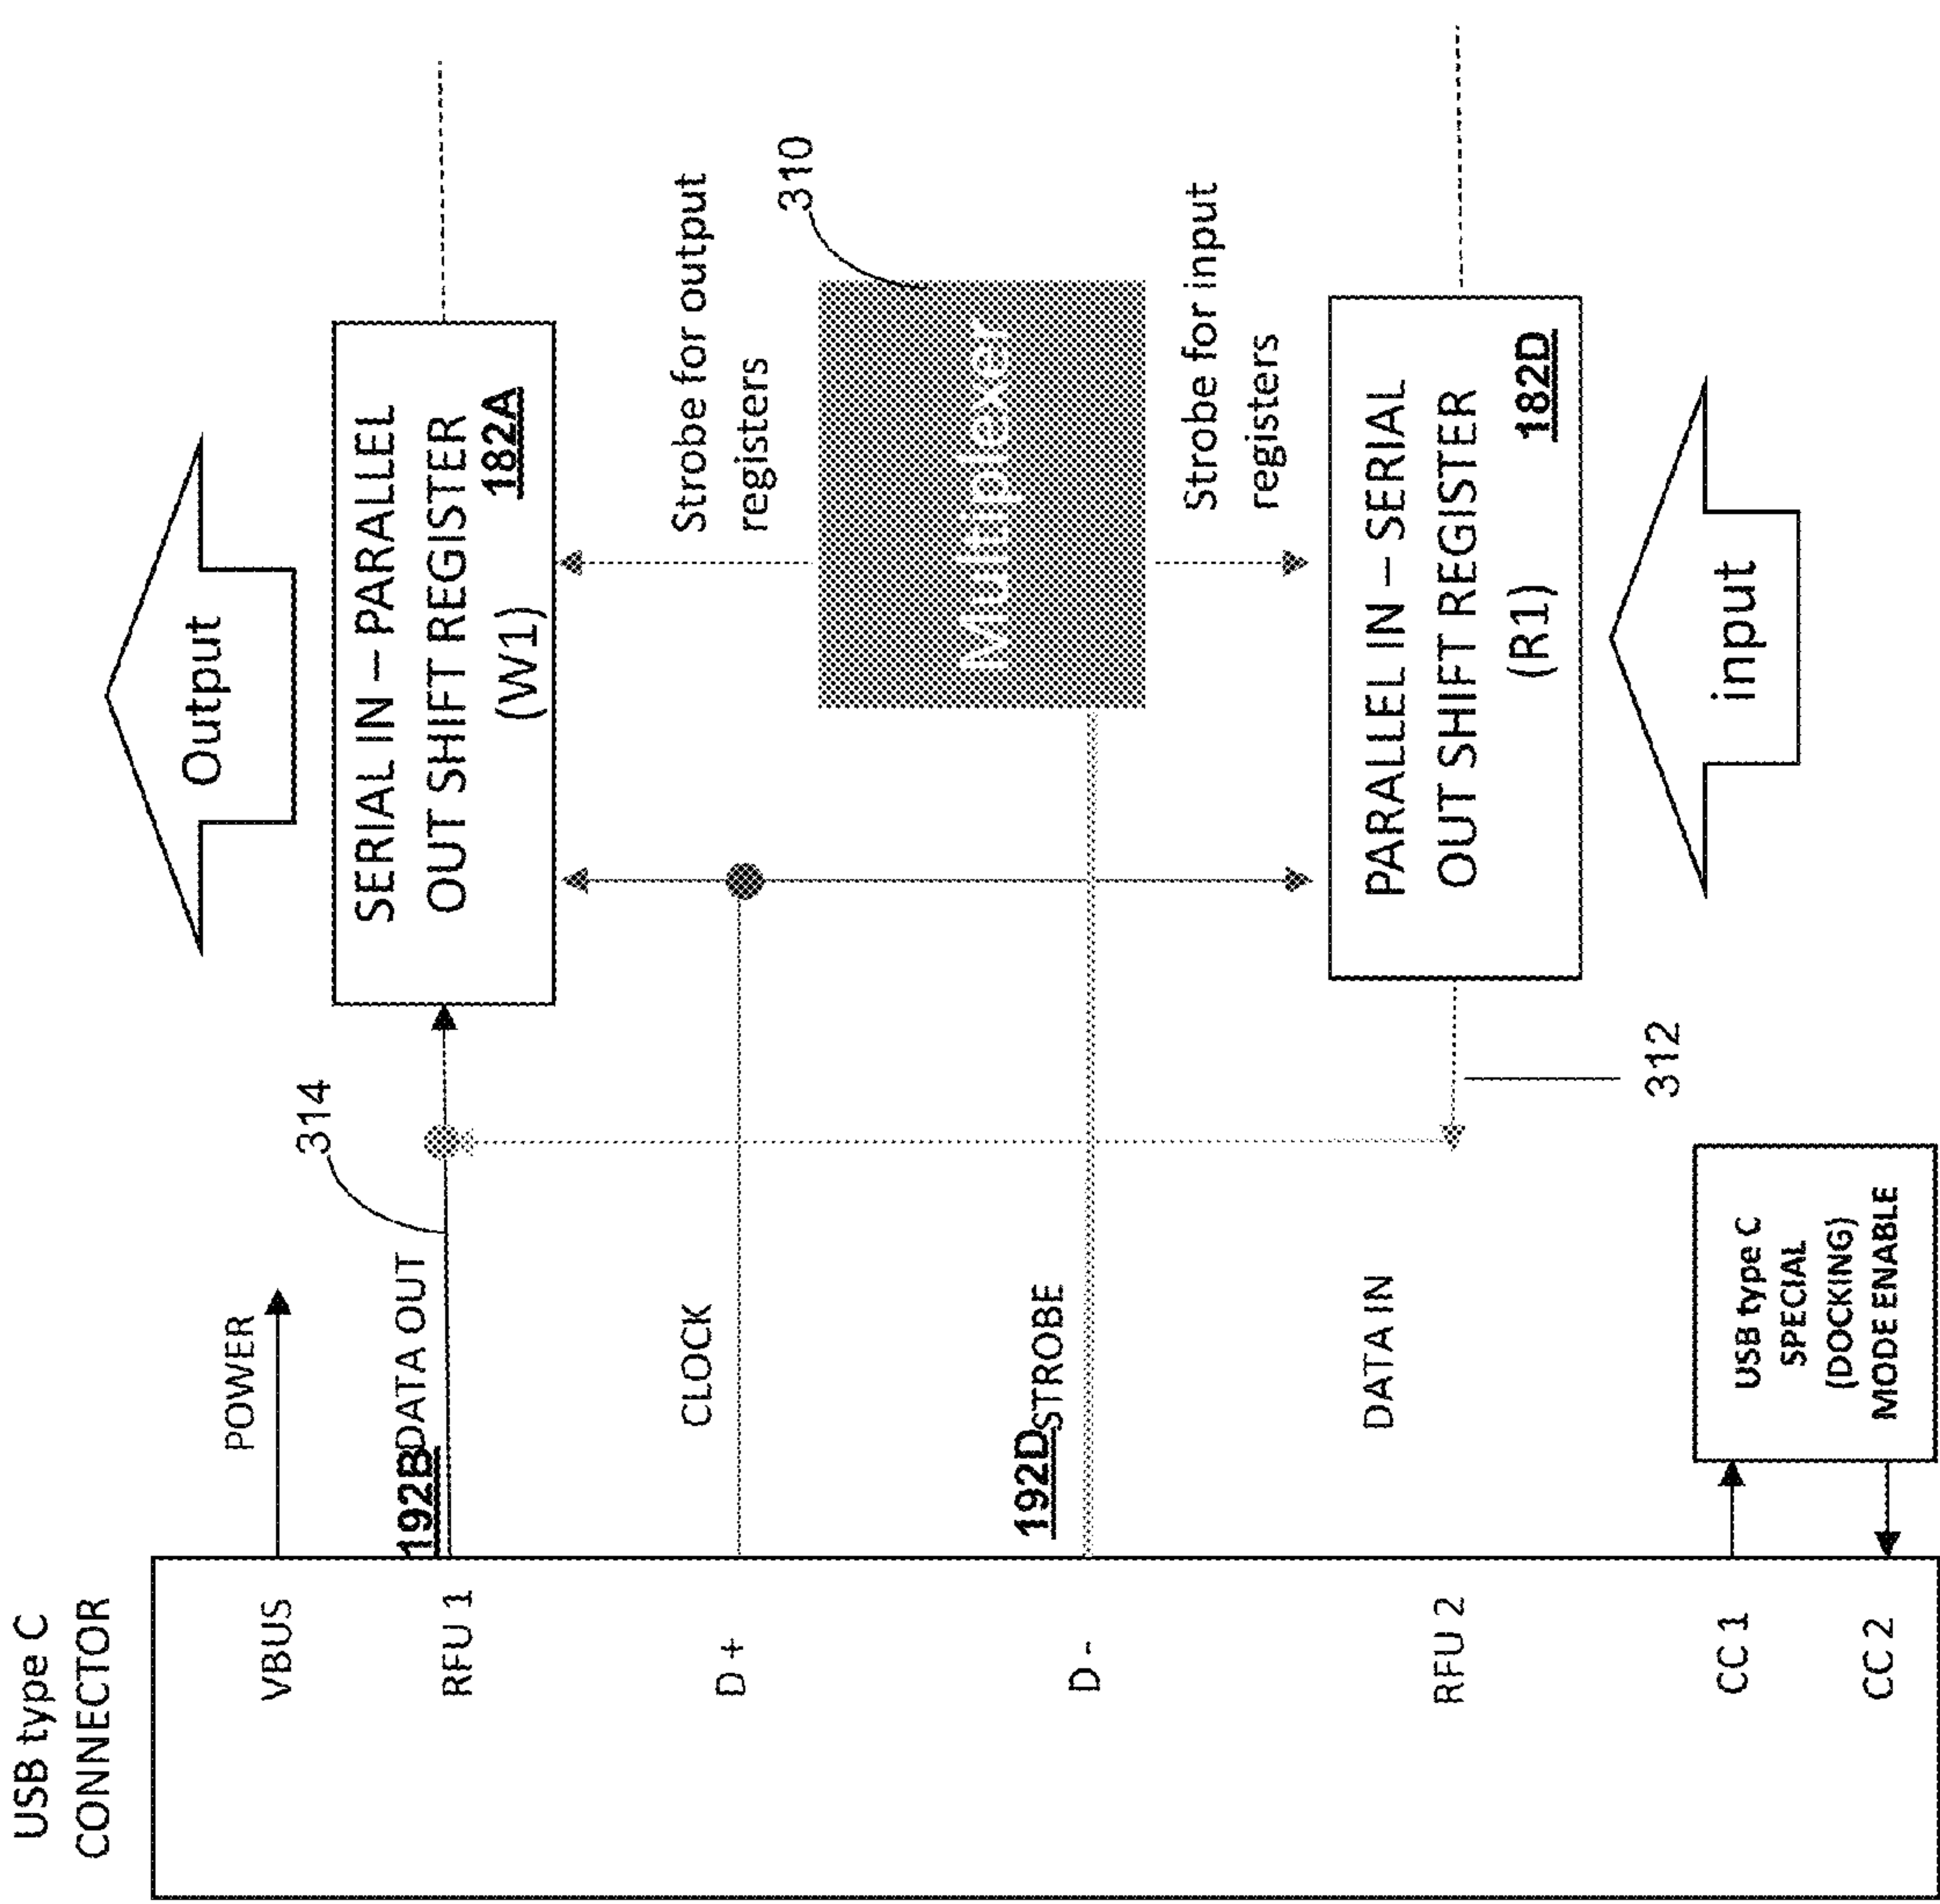 USB type C
CONNECTOR
VBUS
RFU 1
D+
D -
RFU 2
CC 1
CC 2
POWER
192B
DATA OUT
314
CLOCK
192D
STROBE
DATA IN
312
USB type C
SPECIAL
(DOCKING)
MODE ENABLE
Output
SERIAL IN – PARALLEL
OUT SHIFT REGISTER
(W1)
182A
Strobe for output
registers
Multiplexer
310
Strobe for input
registers
PARALLEL IN – SERIAL
OUT SHIFT REGISTER
(R1)
182D
input